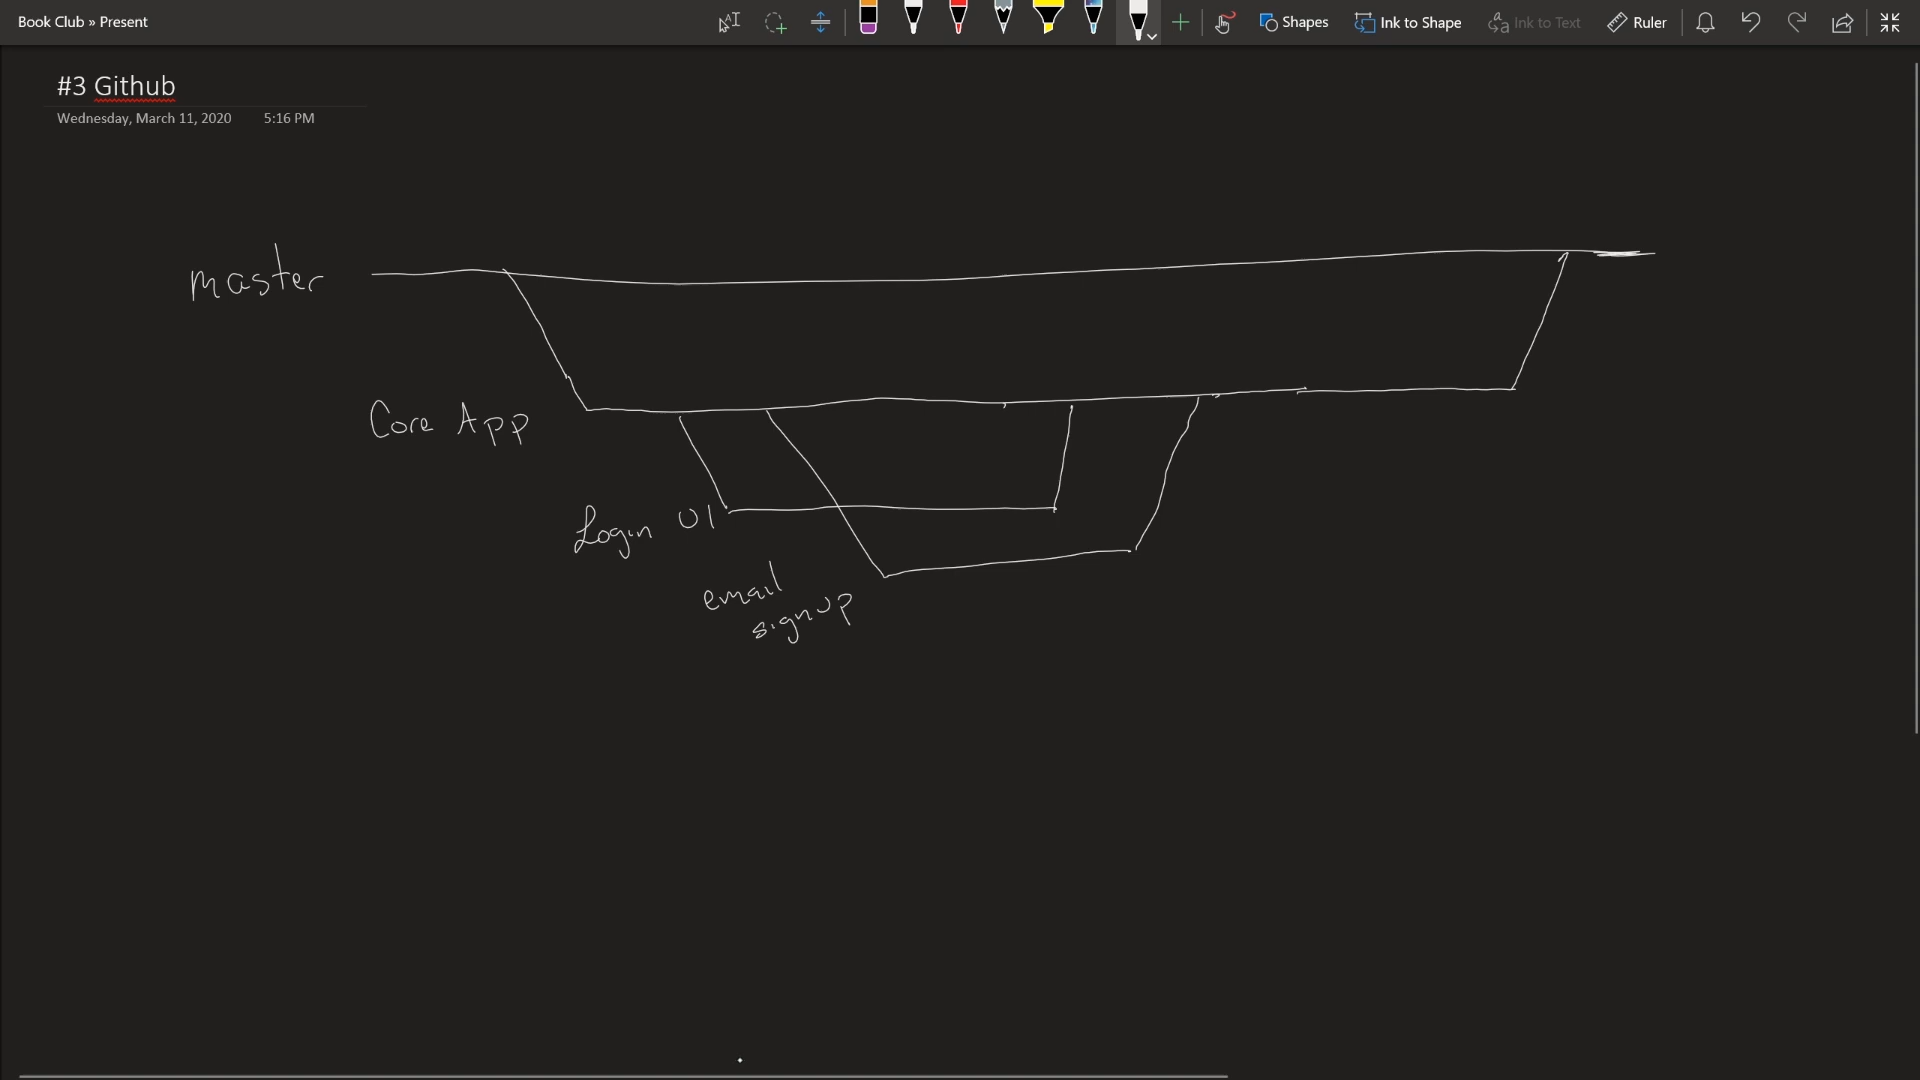 Book Club » Present
Shapes
Ink to Shape
Ink to Text
Ruler
#3 Github
Wednesday, March 11, 2020 5:16 PM
master
Core App
Login UI
email
signup